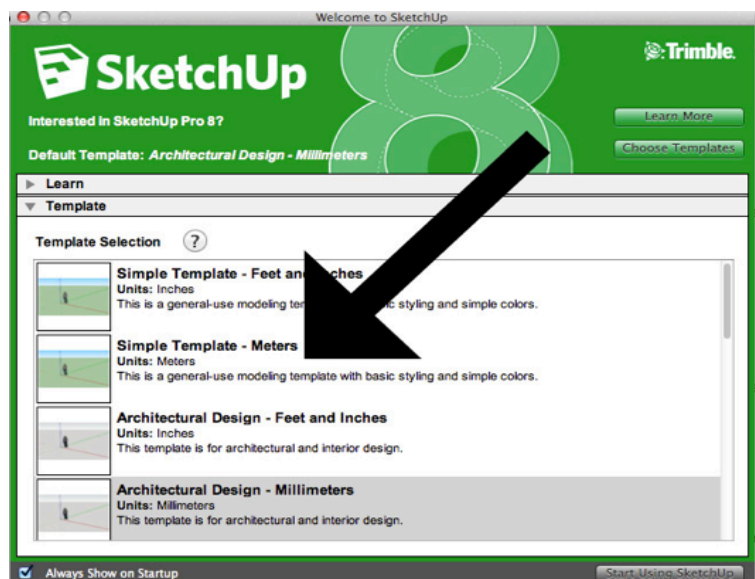 Welcome to SketchUp
SketchUp
Trimble.
Interested in SketchUp Pro 8?
Learn More
Default Template: Architectural Design - Millimeters
Choose Templates
Learn
Template
Template Selection ?
Simple Template - Feet and Inches
Units: Inches
This is a general-use modeling styling and simple colors.
Simple Template - Meters
Units: Meters
This is a general-use modeling template with basic styling and simple colors.
Architectural Design - Feet and Inches
Units: Inches
This template is for architectural and interior design.
Architectural Design - Millimeters
Units: Millimeters
This template is for architectural and interior design.
Always Show on Startup
Start Using SketchUp